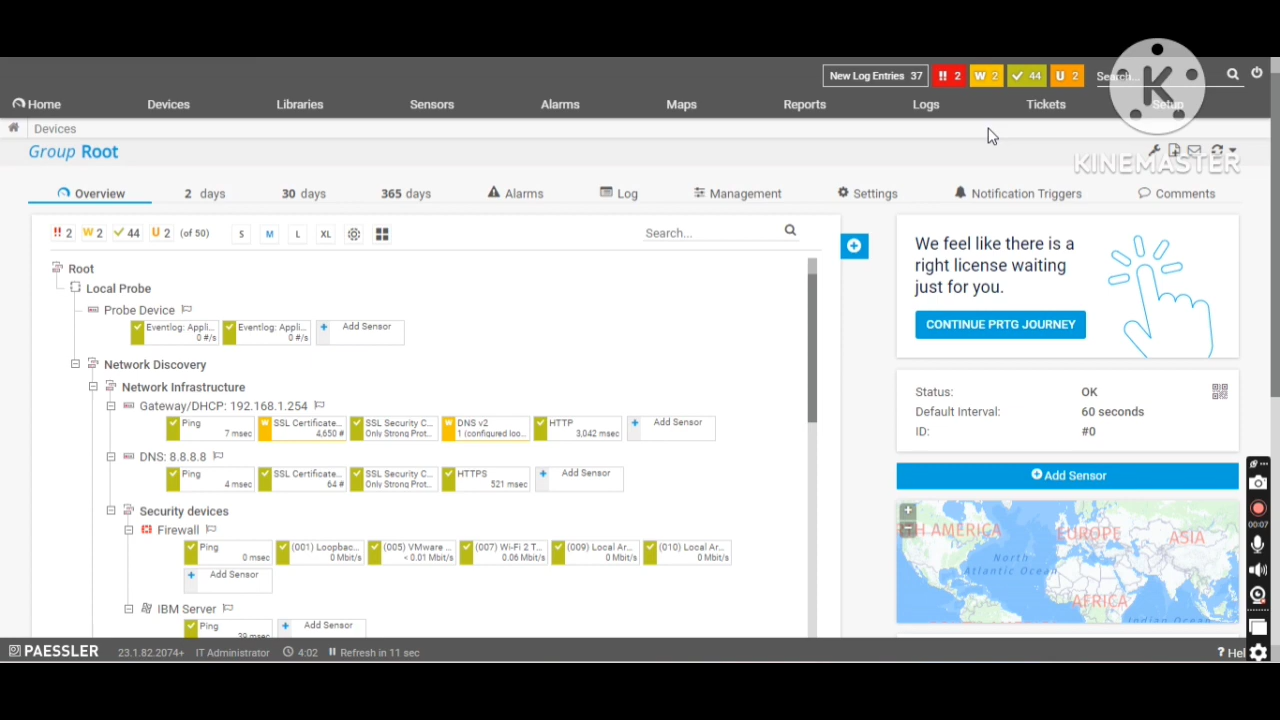 New Log Entries 37 !! 2 W 2 44 U 2 Search...
Home Devices Libraries Sensors Alarms Maps Reports Logs Tickets Setup
K
KINEMASTER
Devices
Group Root
Overview 2 days 30 days 365 days Alarms Log Management Settings Notification Triggers Comments
!! 2 W 2 44 U 2 (of 50) S M L XL Search...
Root
Local Probe
Probe Device
Eventlog: Appli... Eventlog: Appli... Add Sensor
0 #/s 0 #/s
Network Discovery
Network Infrastructure
Gateway/DHCP: 192.168.1.254
Ping SSL Certificate... SSL Security C... DNS v2 HTTP Add Sensor
7 msec 4,650 # Only Strong Prot... 1 (configured loo... 3,042 msec
DNS: 8.8.8.8
Ping SSL Certificate... SSL Security C... HTTPS Add Sensor
4 msec 64 # Only Strong Prot... 521 msec
Security devices
Firewall
Ping (001) Loopbac... (005) VMware ... (007) Wi-Fi 2 T... (009) Local Ar... (010) Local Ar...
0 msec 0 Mbit/s < 0.01 Mbit/s 0.06 Mbit/s 0 Mbit/s 0 Mbit/s
Add Sensor
IBM Server
Ping Add Sensor
39 msec
We feel like there is a
right license waiting
just for you.
CONTINUE PRTG JOURNEY
Status: OK
Default Interval: 60 seconds
ID: #0
Add Sensor
TH AMERICA EUROPE ASIA
North
Atlantic Ocean
AFRICA
Indian Ocean
00:07
PAESSLER 23.1.82.2074+ IT Administrator 4:02 Refresh in 11 sec ? Hel